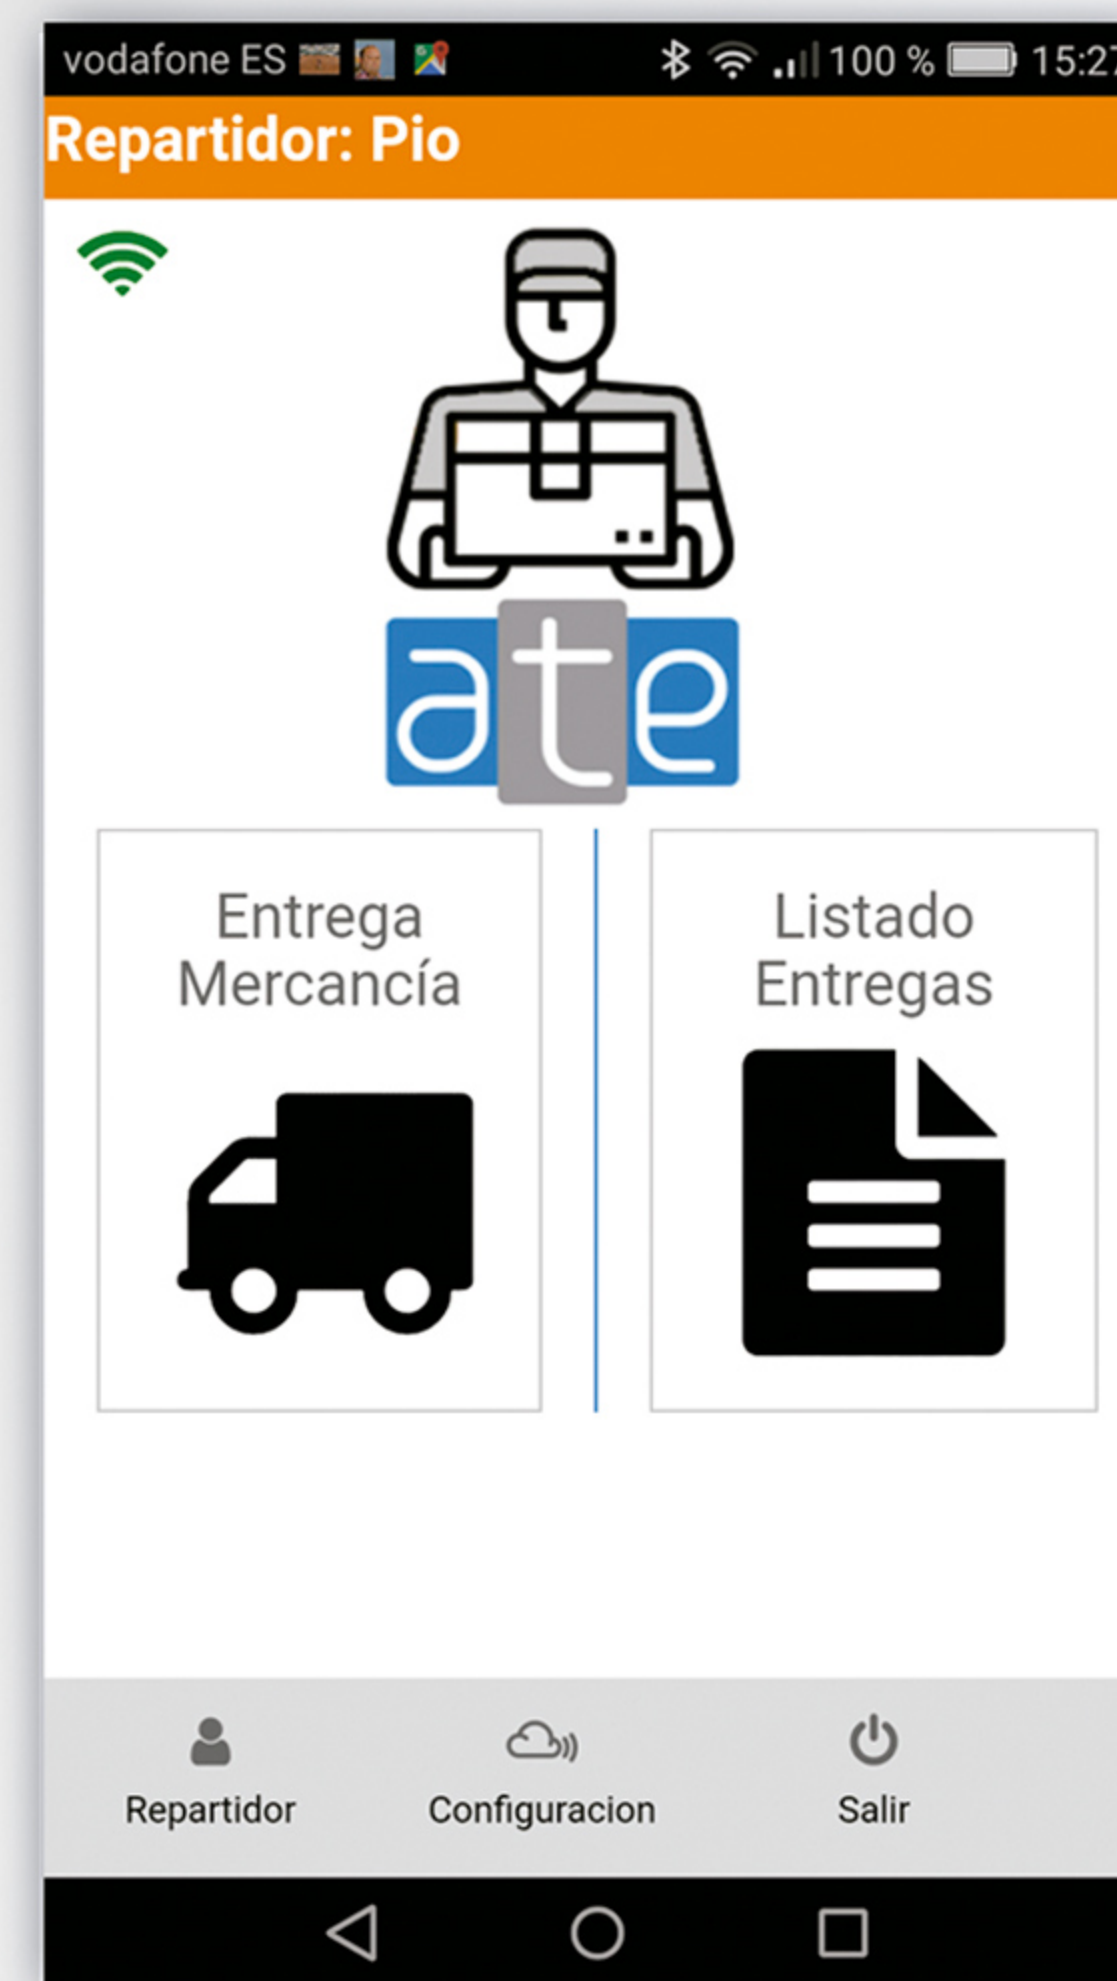 vodafone ES 100 % 15:27
Repartidor: Pio
ate
Entrega
Mercancía
Listado
Entregas
Repartidor
Configuracion
Salir